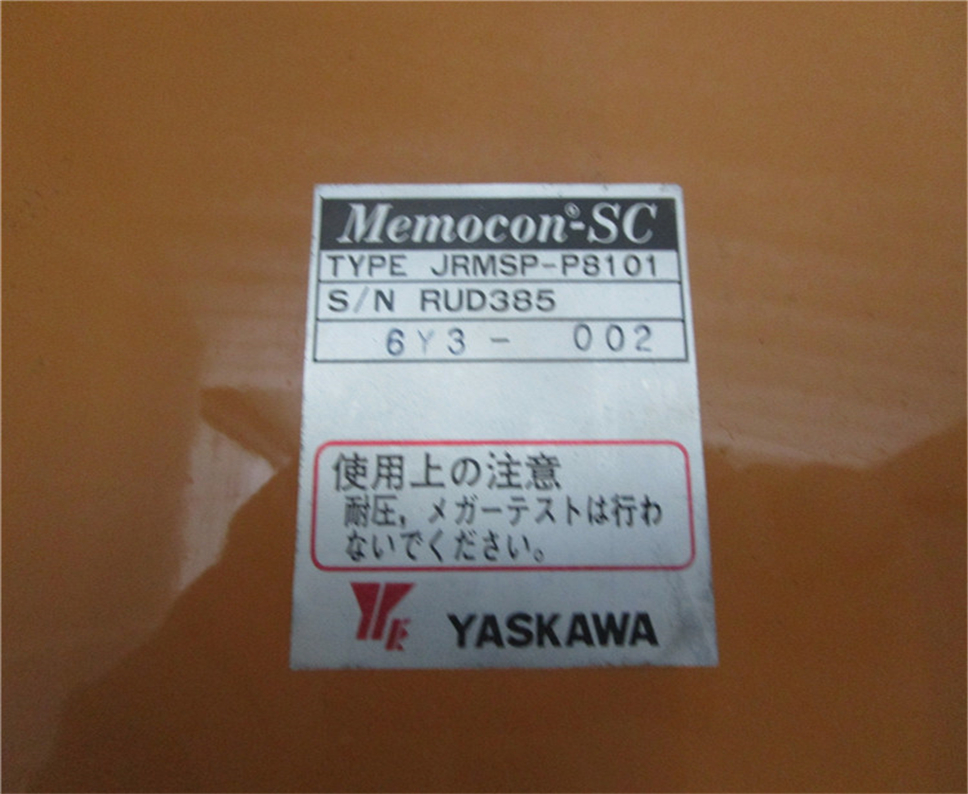 Memocon®-SC
TYPE JRMSP-P8101
S/N RUD385
6Y3- 002
使用上の注意
耐圧，メガーテストは行わ
ないでください。
YE YASKAWA